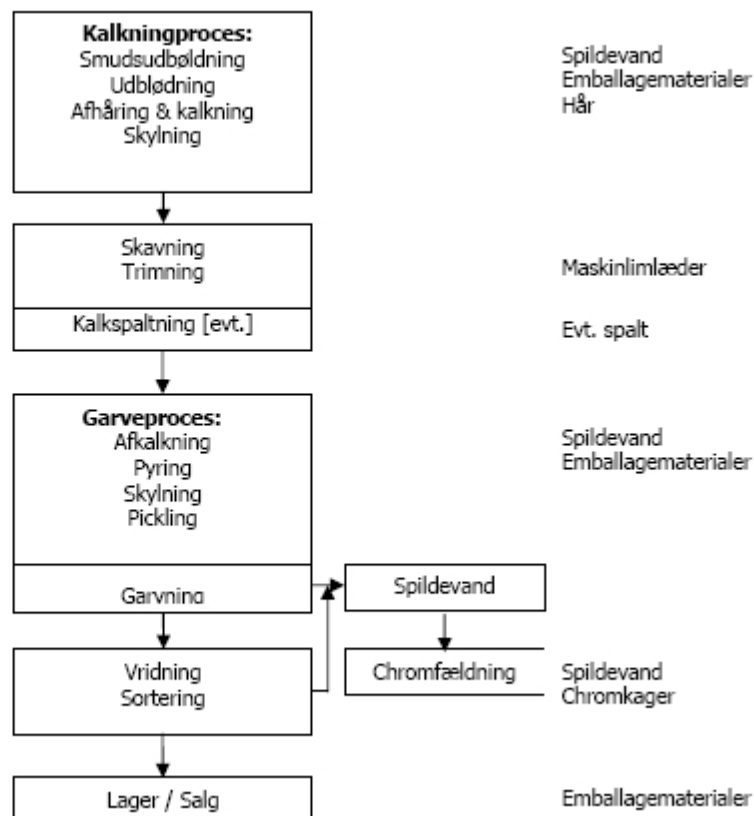 Kalkningproces:
Smudsudbøldning
Udblødning
Afhåring & kalkning
Skylning
Spildevand
Emballagematerialer
Hår
Skavning
Trimning
Maskinlimlæder
Kalkspaltning [evt.]
Evt. spalt
Garveproces:
Afkalkning
Pyring
Skylning
Pickling
Spildevand
Emballagematerialer
Garvning
Spildevand
Vridning
Sortering
Chromfældning
Spildevand
Chromkager
Lager / Salg
Emballagematerialer